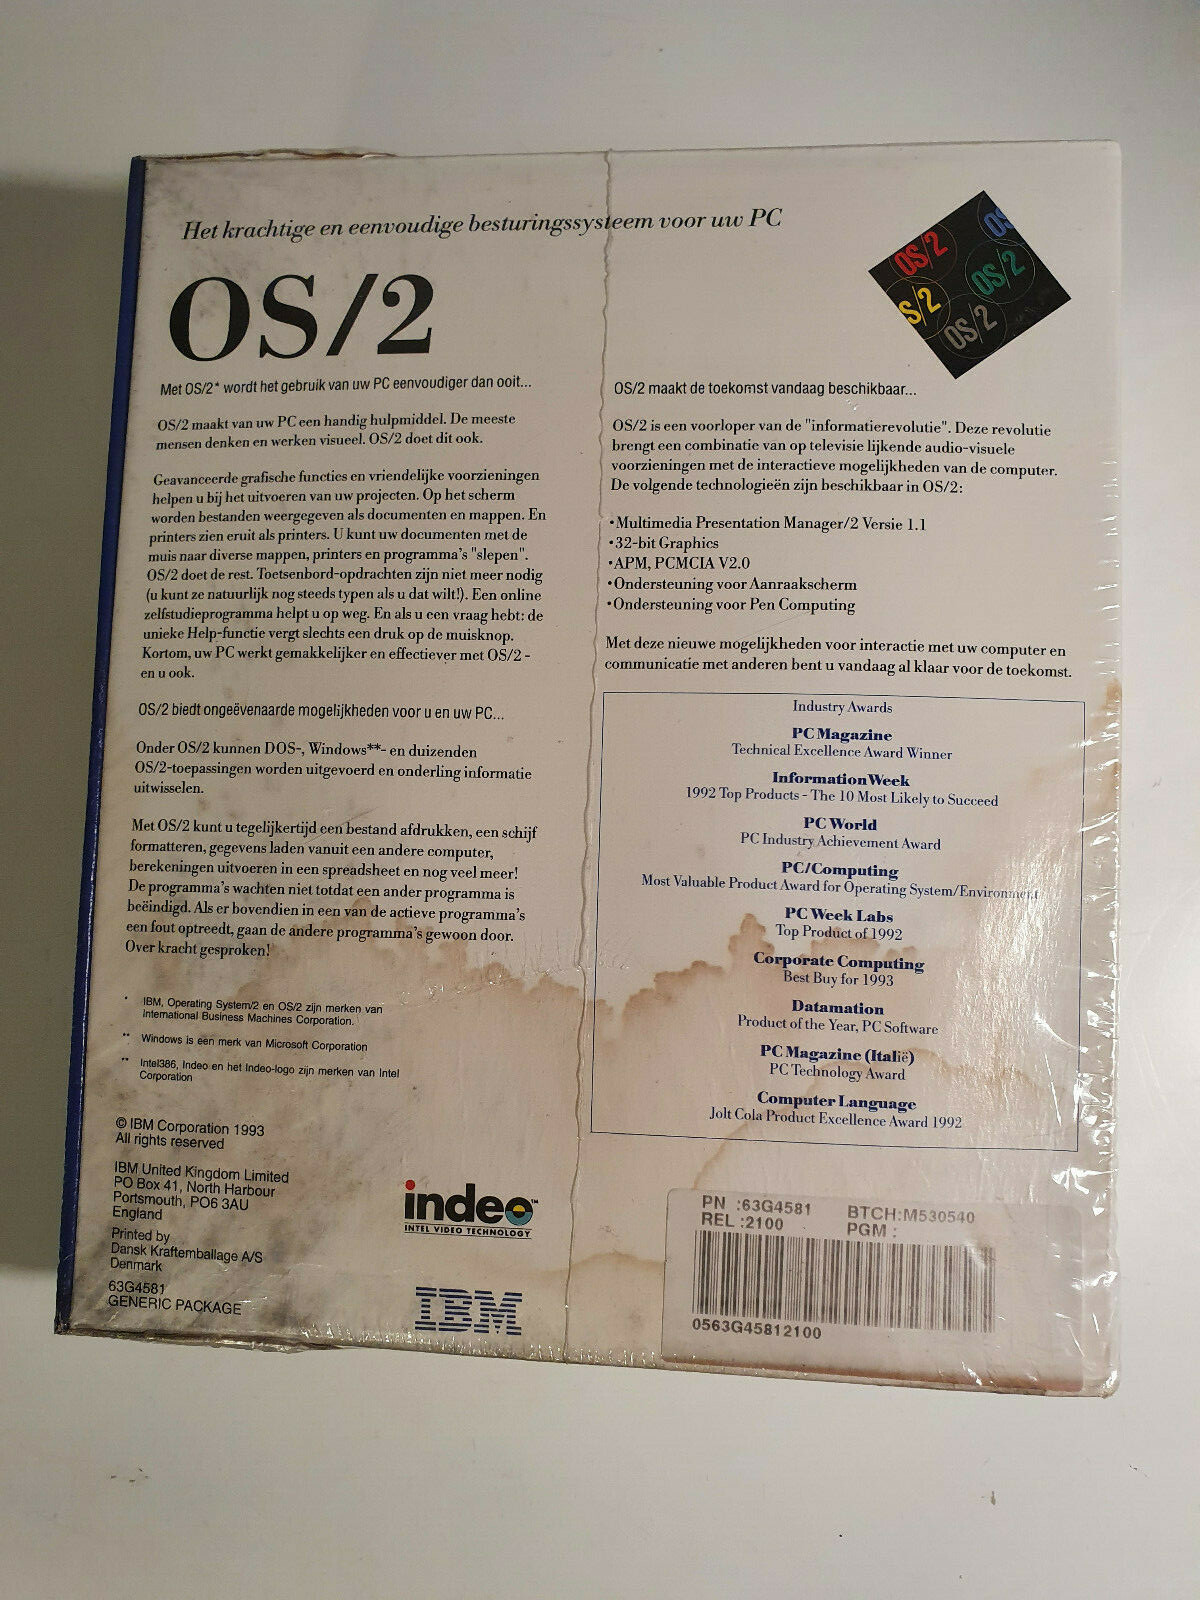 Het krachtige en eenvoudige besturingssysteem voor uw PC
OS/2
OS/2
OS
OS/2
S/2
OS/2
Met OS/2* wordt het gebruik van uw PC eenvoudiger dan ooit...
OS/2 maakt van uw PC een handig hulpmiddel. De meeste
mensen denken en werken visueel. OS/2 doet dit ook.
Geavanceerde grafische functies en vriendelijke voorzieningen
helpen u bij het uitvoeren van uw projecten. Op het scherm
worden bestanden weergegeven als documenten en mappen. En
printers zien eruit als printers. U kunt uw documenten met de
muis naar diverse mappen, printers en programma's "slepen".
OS/2 doet de rest. Toetsenbord-opdrachten zijn niet meer nodig
(u kunt ze natuurlijk nog steeds typen als u dat wilt!). Een online
zelfstudieprogramma helpt u op weg. En als u een vraag hebt: de
unieke Help-functie vergt slechts een druk op de muisknop.
Kortom, uw PC werkt gemakkelijker en effectiever met OS/2 -
en u ook.
OS/2 biedt ongeëvenaarde mogelijkheden voor u en uw PC...
Onder OS/2 kunnen DOS-, Windows**- en duizenden
OS/2-toepassingen worden uitgevoerd en onderling informatie
uitwisselen.
Met OS/2 kunt u tegelijkertijd een bestand afdrukken, een schijf
formatteren, gegevens laden vanuit een andere computer,
berekeningen uitvoeren in een spreadsheet en nog veel meer!
De programma's wachten niet totdat een ander programma is
beëindigd. Als er bovendien in een van de actieve programma's
een fout optreedt, gaan de andere programma's gewoon door.
Over kracht gesproken!
* IBM, Operating System/2 en OS/2 zijn merken van
International Business Machines Corporation.
** Windows is een merk van Microsoft Corporation
** Intel386, Indeo en het Indeo-logo zijn merken van Intel
Corporation
© IBM Corporation 1993
All rights reserved
IBM United Kingdom Limited
PO Box 41, North Harbour
Portsmouth, PO6 3AU
England
Printed by
Dansk Kraftemballage A/S
Denmark
63G4581
GENERIC PACKAGE
indeo™
INTEL VIDEO TECHNOLOGY
IBM
OS/2 maakt de toekomst vandaag beschikbaar...
OS/2 is een voorloper van de "informatierevolutie". Deze revolutie
brengt een combinatie van op televisie lijkende audio-visuele
voorzieningen met de interactieve mogelijkheden van de computer.
De volgende technologieën zijn beschikbaar in OS/2:
•Multimedia Presentation Manager/2 Versie 1.1
•32-bit Graphics
•APM, PCMCIA V2.0
•Ondersteuning voor Aanraakscherm
•Ondersteuning voor Pen Computing
Met deze nieuwe mogelijkheden voor interactie met uw computer en
communicatie met anderen bent u vandaag al klaar voor de toekomst.
Industry Awards
PC Magazine
Technical Excellence Award Winner
InformationWeek
1992 Top Products - The 10 Most Likely to Succeed
PC World
PC Industry Achievement Award
PC/Computing
Most Valuable Product Award for Operating System/Environment
PC Week Labs
Top Product of 1992
Corporate Computing
Best Buy for 1993
Datamation
Product of the Year, PC Software
PC Magazine (Italië)
PC Technology Award
Computer Language
Jolt Cola Product Excellence Award 1992
PN :63G4581 BTCH:M530540
REL :2100 PGM :
0563G45812100